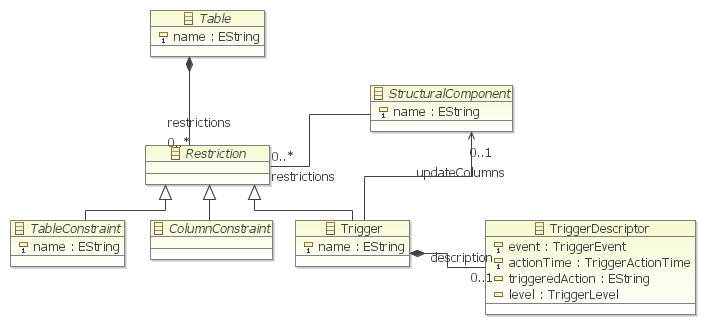 Table
name : EString
restrictions
0..*
StructuralComponent
name : EString
Restriction
0..*
restrictions
0..1
updateColumns
TableConstraint
name : EString
ColumnConstraint
Trigger
name : EString
description
0..1
TriggerDescriptor
event : TriggerEvent
actionTime : TriggerActionTime
triggeredAction : EString
level : TriggerLevel